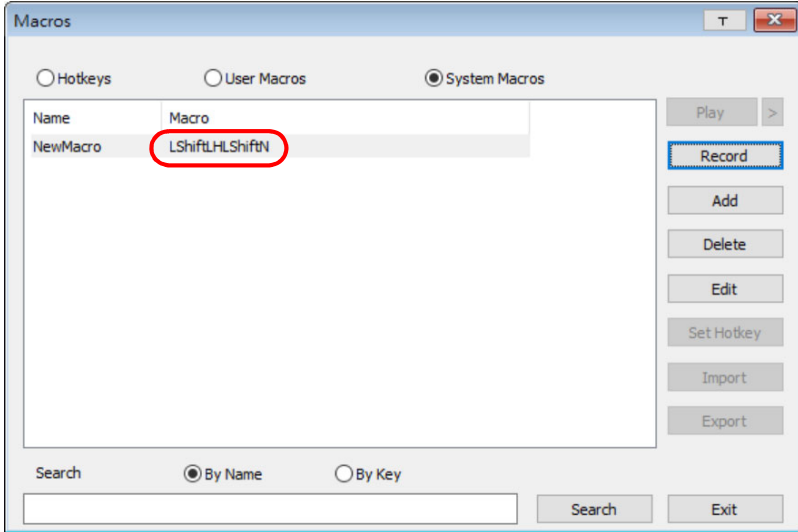 Macros
T
Hotkeys User Macros System Macros
Name Macro
NewMacro LShiftLHLShiftN
Play >
Record
Add
Delete
Edit
Set Hotkey
Import
Export
Search By Name By Key
Search Exit